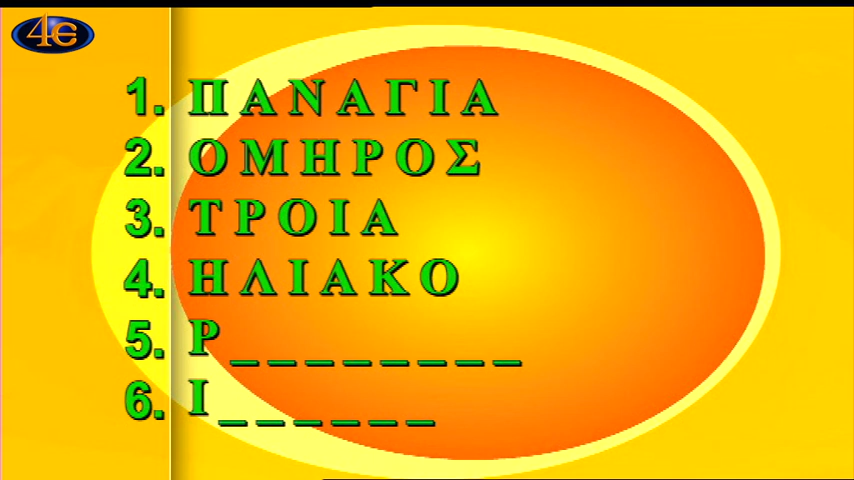 4E
1. ΠΑΝΑΓΙΑ
2. ΟΜΗΡΟΣ
3. ΤΡΟΙΑ
4. ΗΛΙΑΚΟ
5. Ρ________
6. Ι______